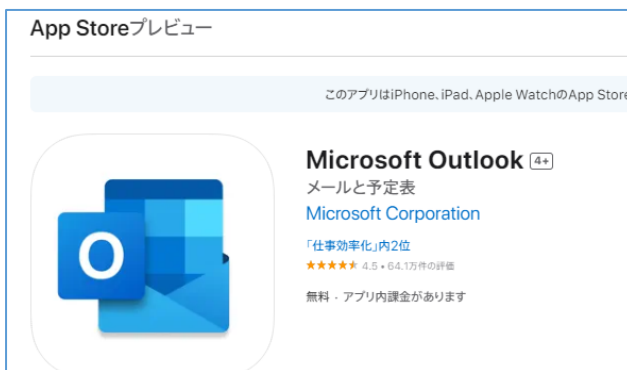 App Storeプレビュー
このアプリはiPhone、iPad、Apple WatchのApp Store
Microsoft Outlook 4+
メールと予定表
Microsoft Corporation
「仕事効率化」内2位
★★★★★ 4.5 • 64.1万件の評価
無料・アプリ内課金があります
O